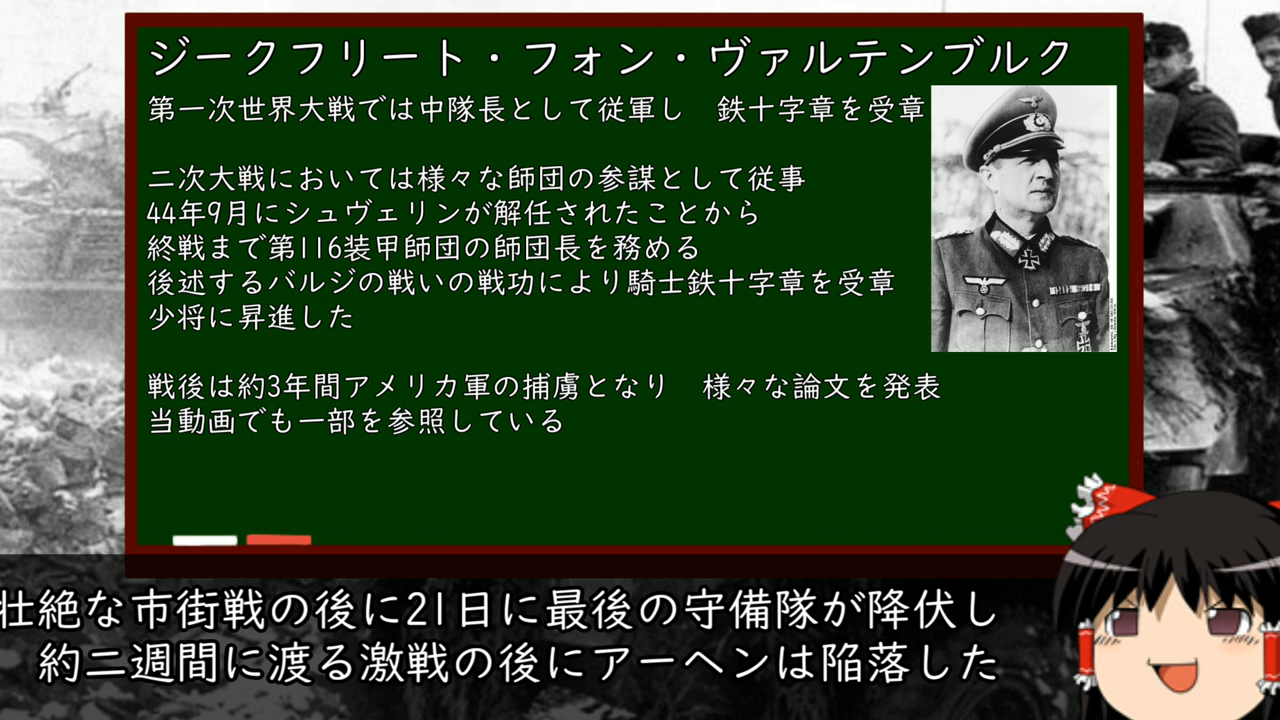 ジークフリート・フォン・ヴァルテンブルク
第一次世界大戦では中隊長として従軍し　鉄十字章を受章
二次大戦においては様々な師団の参謀として従事
44年9月にシュヴェリンが解任されたことから
終戦まで第116装甲師団の師団長を務める
後述するバルジの戦いの戦功により騎士鉄十字章を受章
少将に昇進した
戦後は約3年間アメリカ軍の捕虜となり　様々な論文を発表
当動画でも一部を参照している
壮絶な市街戦の後に21日に最後の守備隊が降伏し
約二週間に渡る激戦の後にアーヘンは陥落した